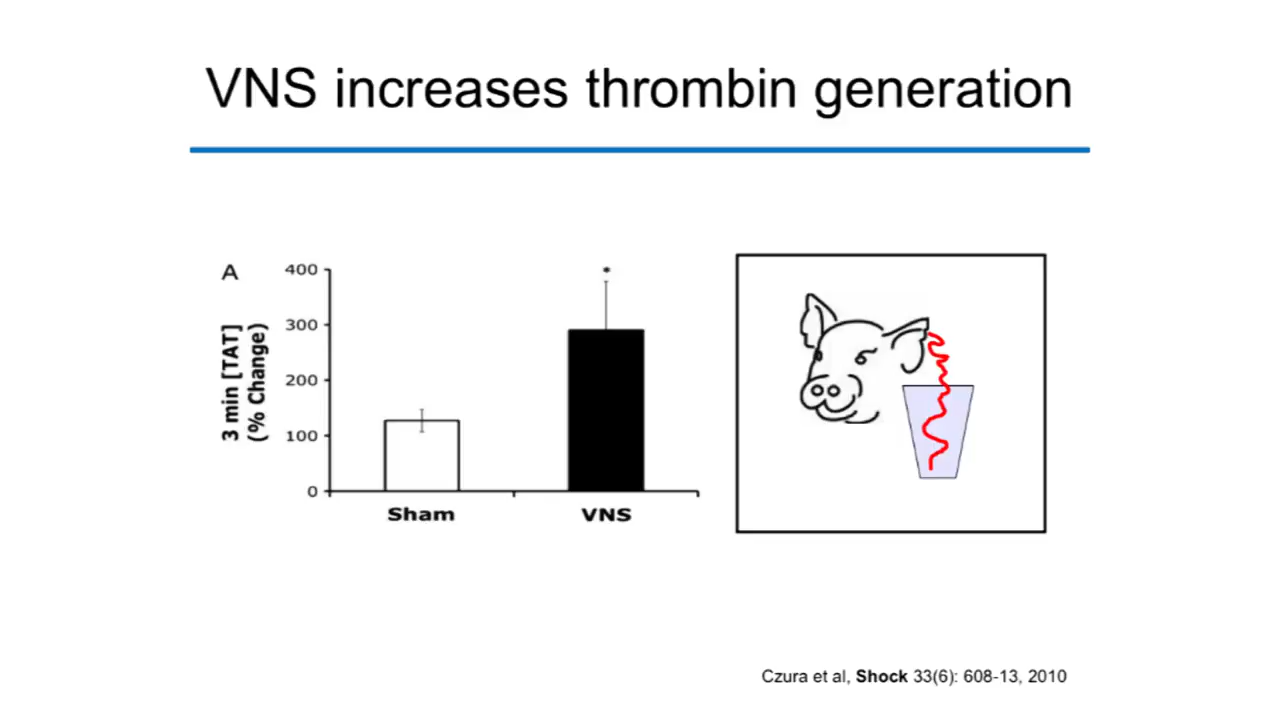 VNS increases thrombin generation
A
3 min [TAT]
(% Change)
400
300
200
100
0
*
Sham
VNS
Czura et al, Shock 33(6): 608-13, 2010